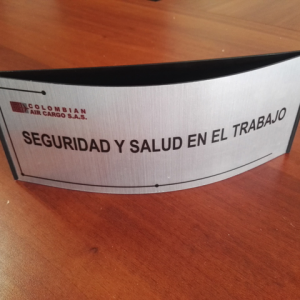 COLOMBIAN
AIR CARGO S.A.S.
SEGURIDAD Y SALUD EN EL TRABAJO